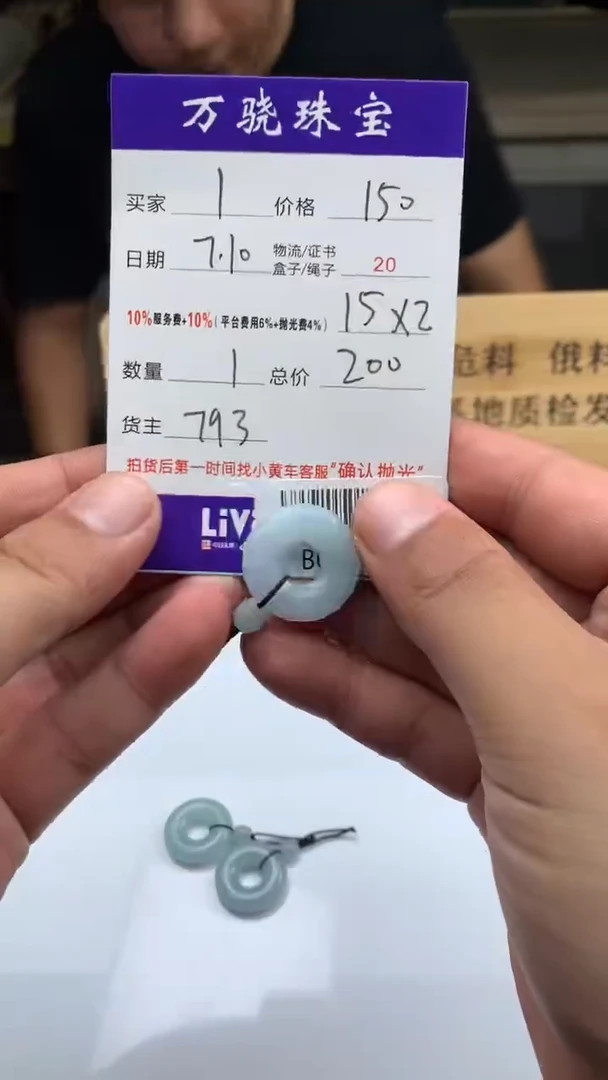 万骁珠宝
买家 1 价格 150
日期 7.10 物流/证书 盒子/绳子 20
10%服务费+10%(平台费用6%+抛光费4%) 15X2
数量 1 总价 200
货主 793
拍货后第一时间找小黄车客服"确认抛光"
LiVi
B
危料 俄料
地质检发